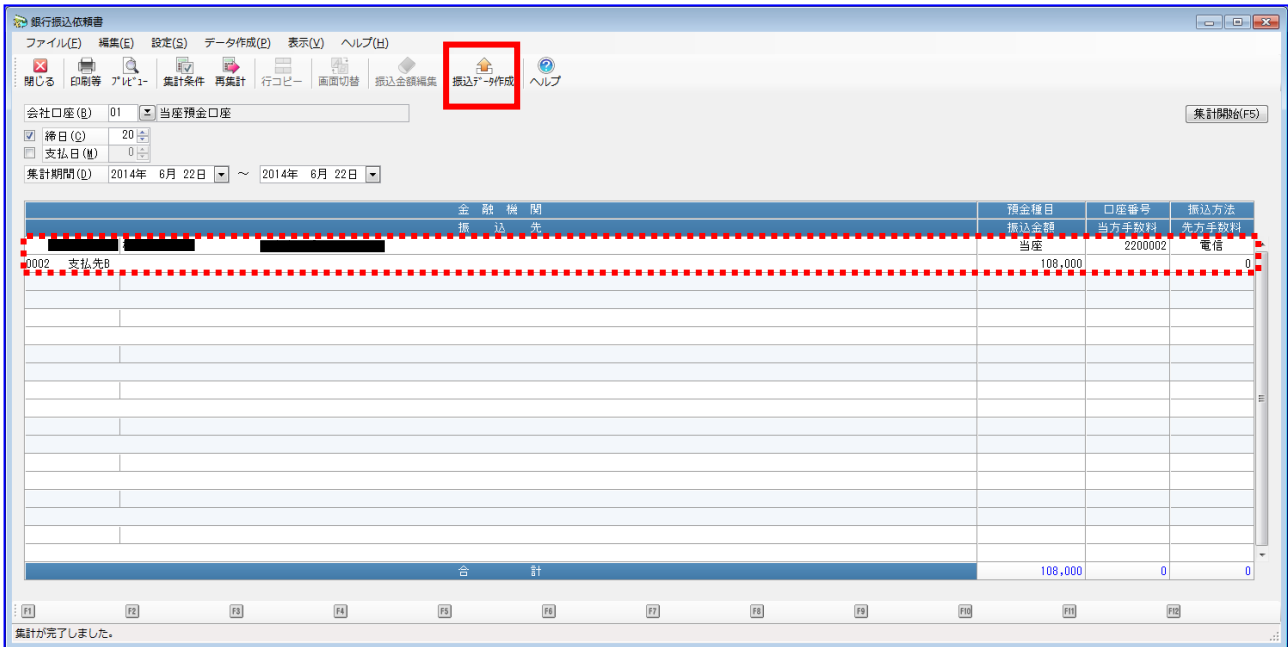 銀行振込依頼書
ファイル(F) 編集(E) 設定(S) データ作成(P) 表示(V) ヘルプ(H)
閉じる 印刷等 ﾌﾟﾚﾋﾞｭｰ 集計条件 再集計 行コピー 画面切替 振込金額編集 振込ﾃﾞｰﾀ作成 ヘルプ
会社口座(B) 01 当座預金口座 集計開始(F5)
締日(C) 20
支払日(M) 0
集計期間(D) 2014年 6月 22日 ～ 2014年 6月 22日
金融機関 預金種目 口座番号 振込方法
振込先 振込金額 当方手数料 先方手数料
当座 2200002 電信
0002 支払先B 108,000 0
合計 108,000 0 0
F1 F2 F3 F4 F5 F6 F7 F8 F9 F10 F11 F12
集計が完了しました。